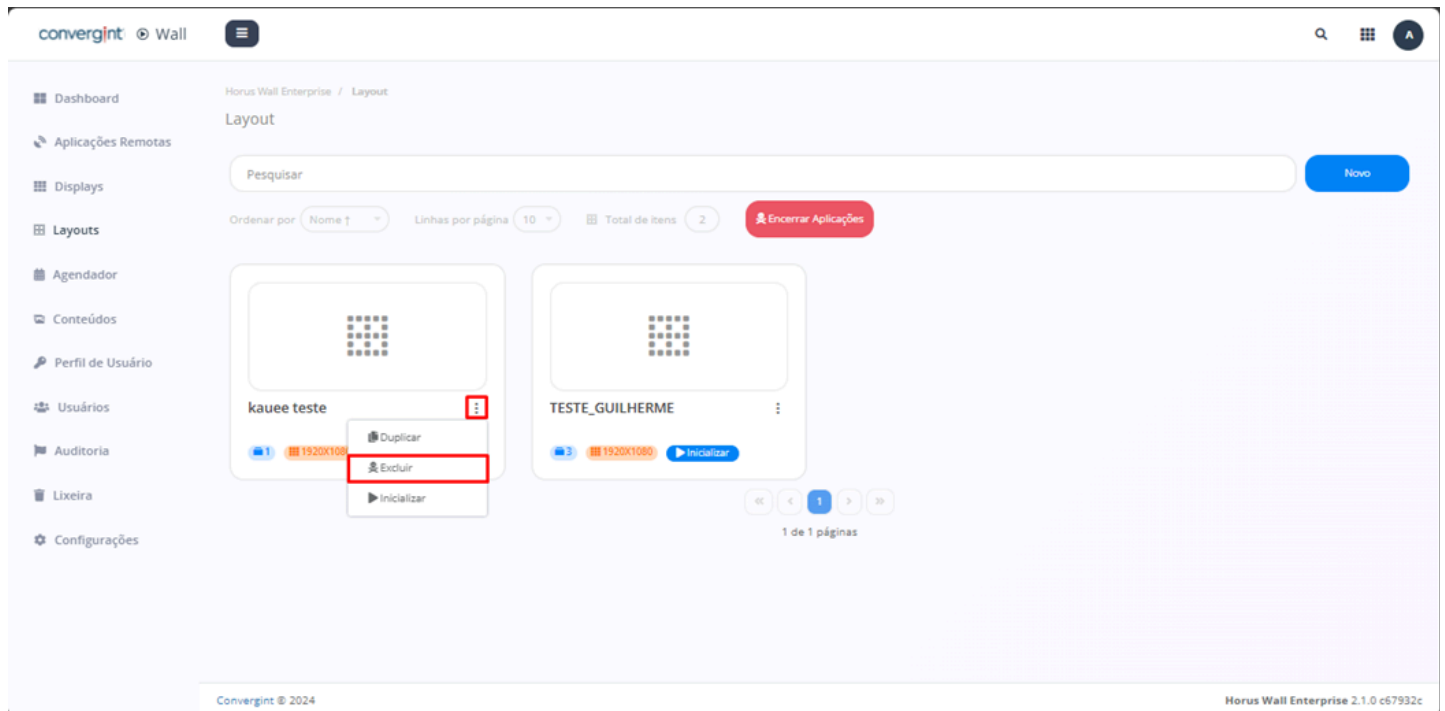 convergint Wall
A
Dashboard
Aplicações Remotas
Displays
Layouts
Agendador
Conteúdos
Perfil de Usuário
Usuários
Auditoria
Lixeira
Configurações
Horus Wall Enterprise / Layout
Layout
Pesquisar
Novo
Ordenar por Nome ↑ Linhas por página 10 Total de itens 2 Encerrar Aplicações
kauee teste
1 1920X108
Duplicar
Excluir
Inicializar
TESTE_GUILHERME
3 1920X1080 Inicializar
« ‹ 1 › »
1 de 1 páginas
Convergint © 2024
Horus Wall Enterprise 2.1.0 c67932c